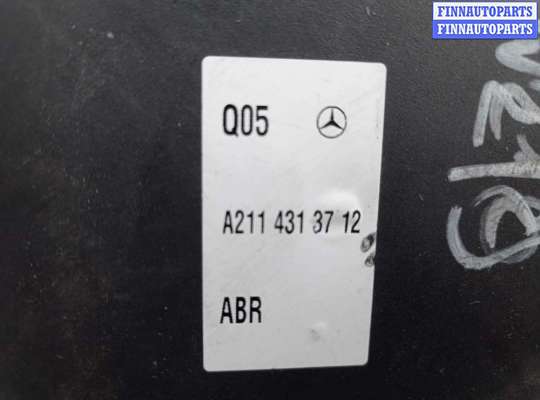 FINNAUTOPARTS
FINNAUTOPARTS
Q05
A211 431 37 12
ABR